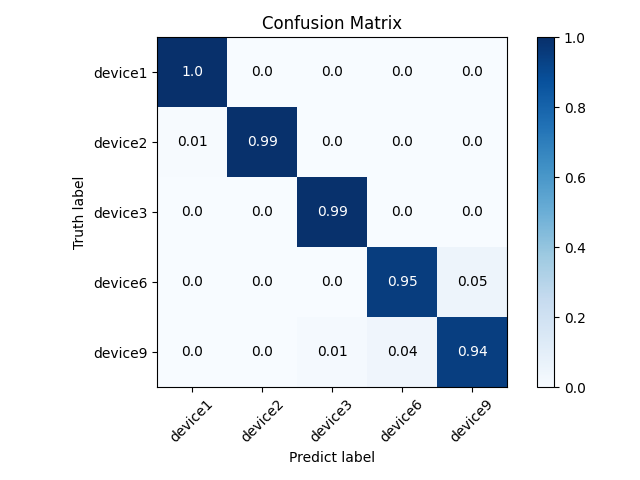 Confusion Matrix
Truth label
device1 1.0 0.0 0.0 0.0 0.0
device2 0.01 0.99 0.0 0.0 0.0
device3 0.0 0.0 0.99 0.0 0.0
device6 0.0 0.0 0.0 0.95 0.05
device9 0.0 0.0 0.01 0.04 0.94
device1 device2 device3 device6 device9
Predict label
1.0
0.8
0.6
0.4
0.2
0.0